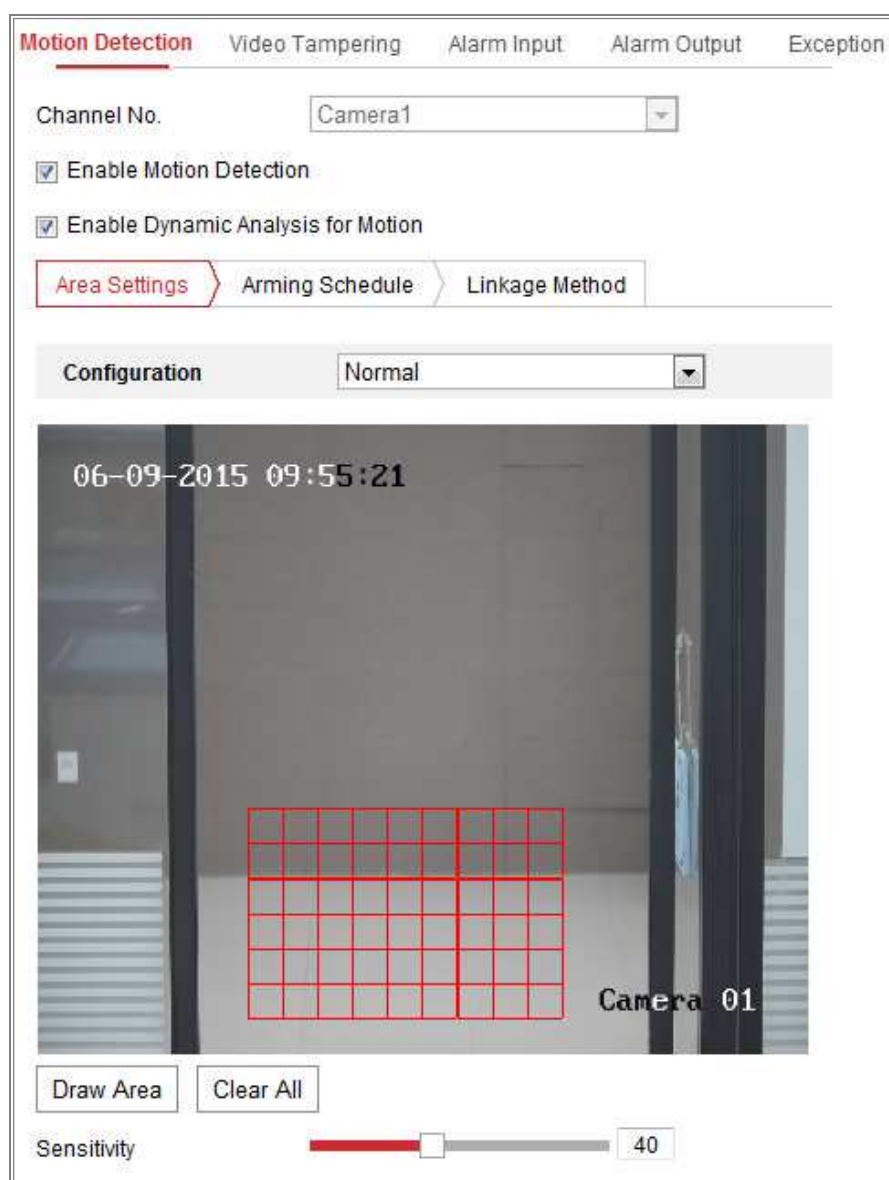 Motion Detection Video Tampering Alarm Input Alarm Output Exception
Channel No. Camera1
Enable Motion Detection
Enable Dynamic Analysis for Motion
Area Settings Arming Schedule Linkage Method
Configuration Normal
06-09-2015 09:55:21
Camera 01
Draw Area Clear All
Sensitivity 40